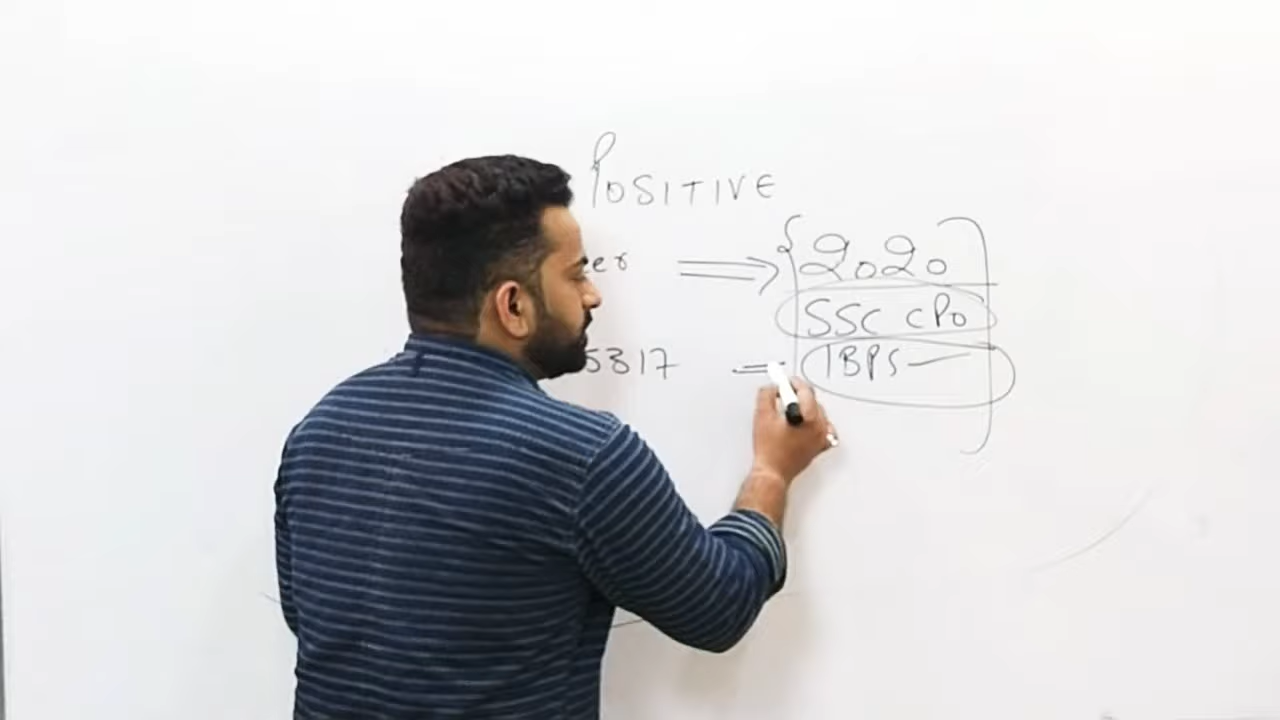 POSITIVE
er ⟹ { 2020 ]
SSC CPO
5317 = IBPS —